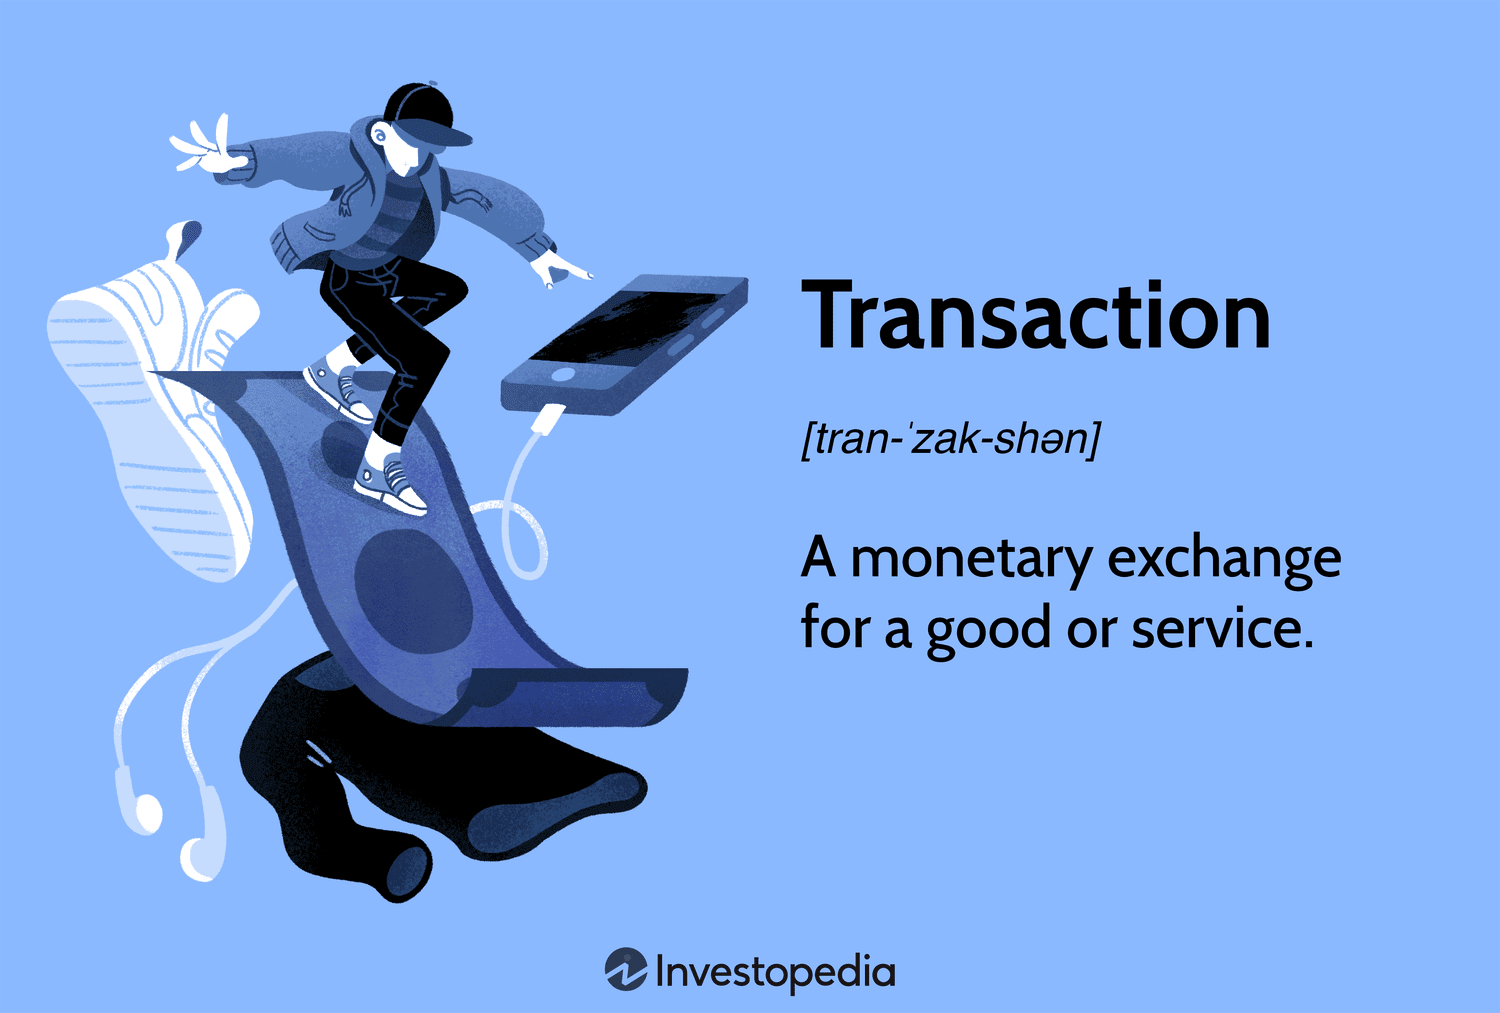 Transaction
[tran-ˈzak-shən]
A monetary exchange
for a good or service.
Investopedia